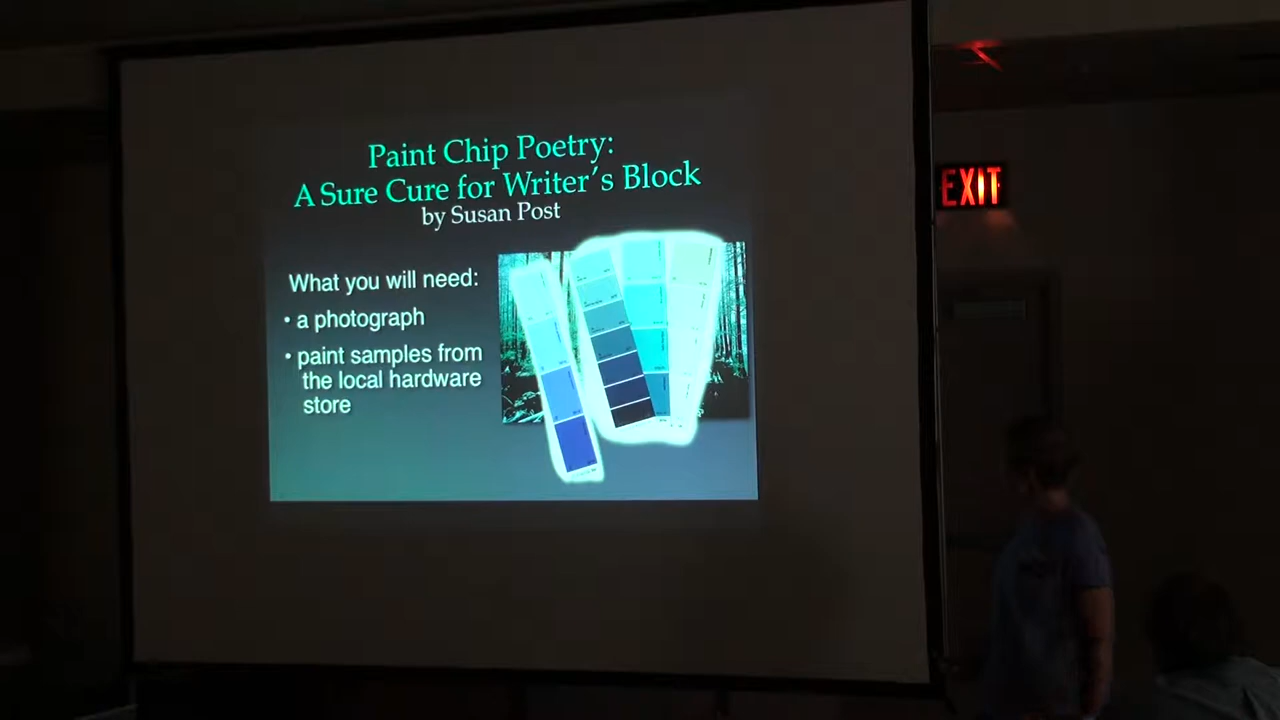 Paint Chip Poetry:
A Sure Cure for Writer's Block
by Susan Post
What you will need:
• a photograph
• paint samples from
the local hardware
store
EXIT